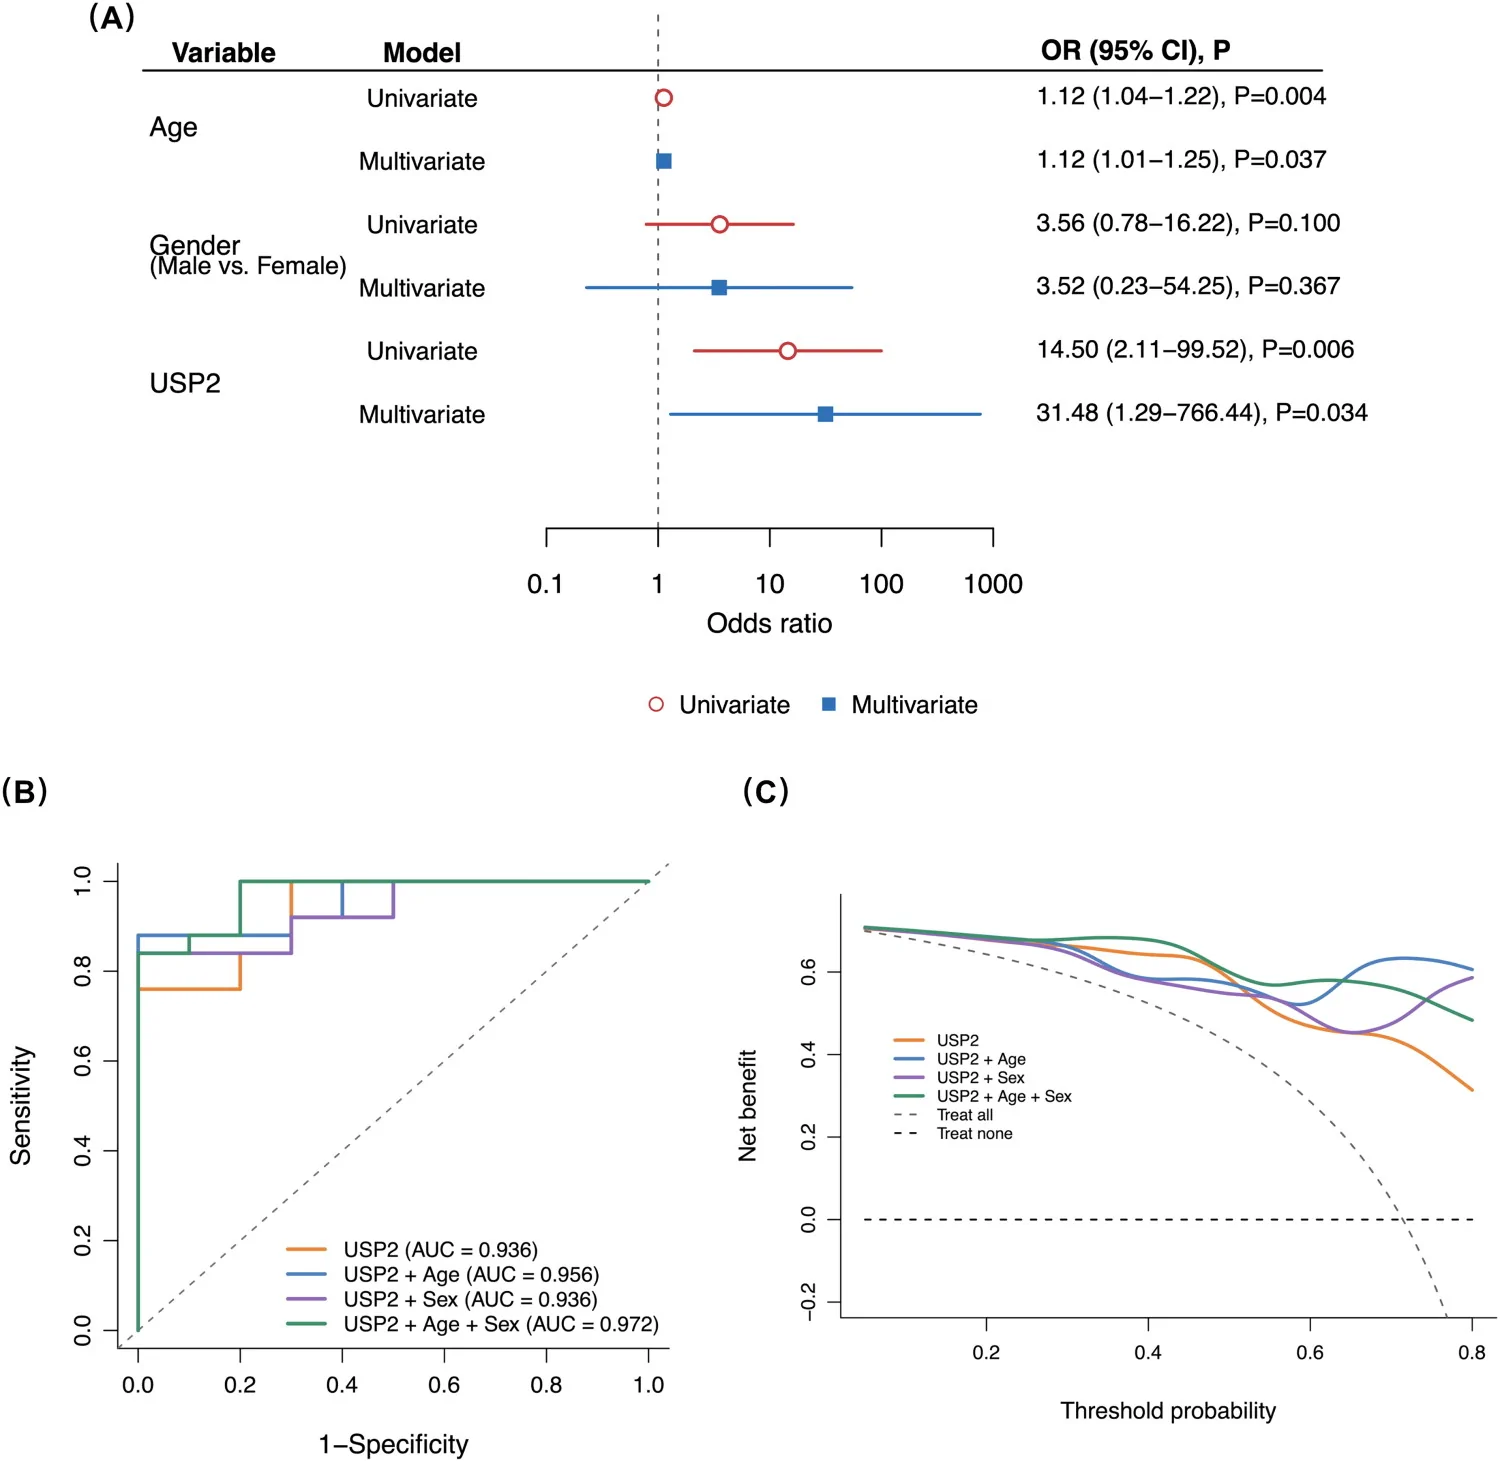 (A)
Variable Model OR (95% CI), P
Univariate 1.12 (1.04–1.22), P=0.004
Age
Multivariate 1.12 (1.01–1.25), P=0.037
Univariate 3.56 (0.78–16.22), P=0.100
Gender
(Male vs. Female)
Multivariate 3.52 (0.23–54.25), P=0.367
Univariate 14.50 (2.11–99.52), P=0.006
USP2
Multivariate 31.48 (1.29–766.44), P=0.034
0.1 1 10 100 1000
Odds ratio
Univariate Multivariate
(B)
Sensitivity
1.0
0.8
0.6
0.4
0.2
0.0
USP2 (AUC = 0.936)
USP2 + Age (AUC = 0.956)
USP2 + Sex (AUC = 0.936)
USP2 + Age + Sex (AUC = 0.972)
0.0 0.2 0.4 0.6 0.8 1.0
1–Specificity
(C)
Net benefit
0.6
0.4
0.2
0.0
–0.2
USP2
USP2 + Age
USP2 + Sex
USP2 + Age + Sex
Treat all
Treat none
0.2 0.4 0.6 0.8
Threshold probability